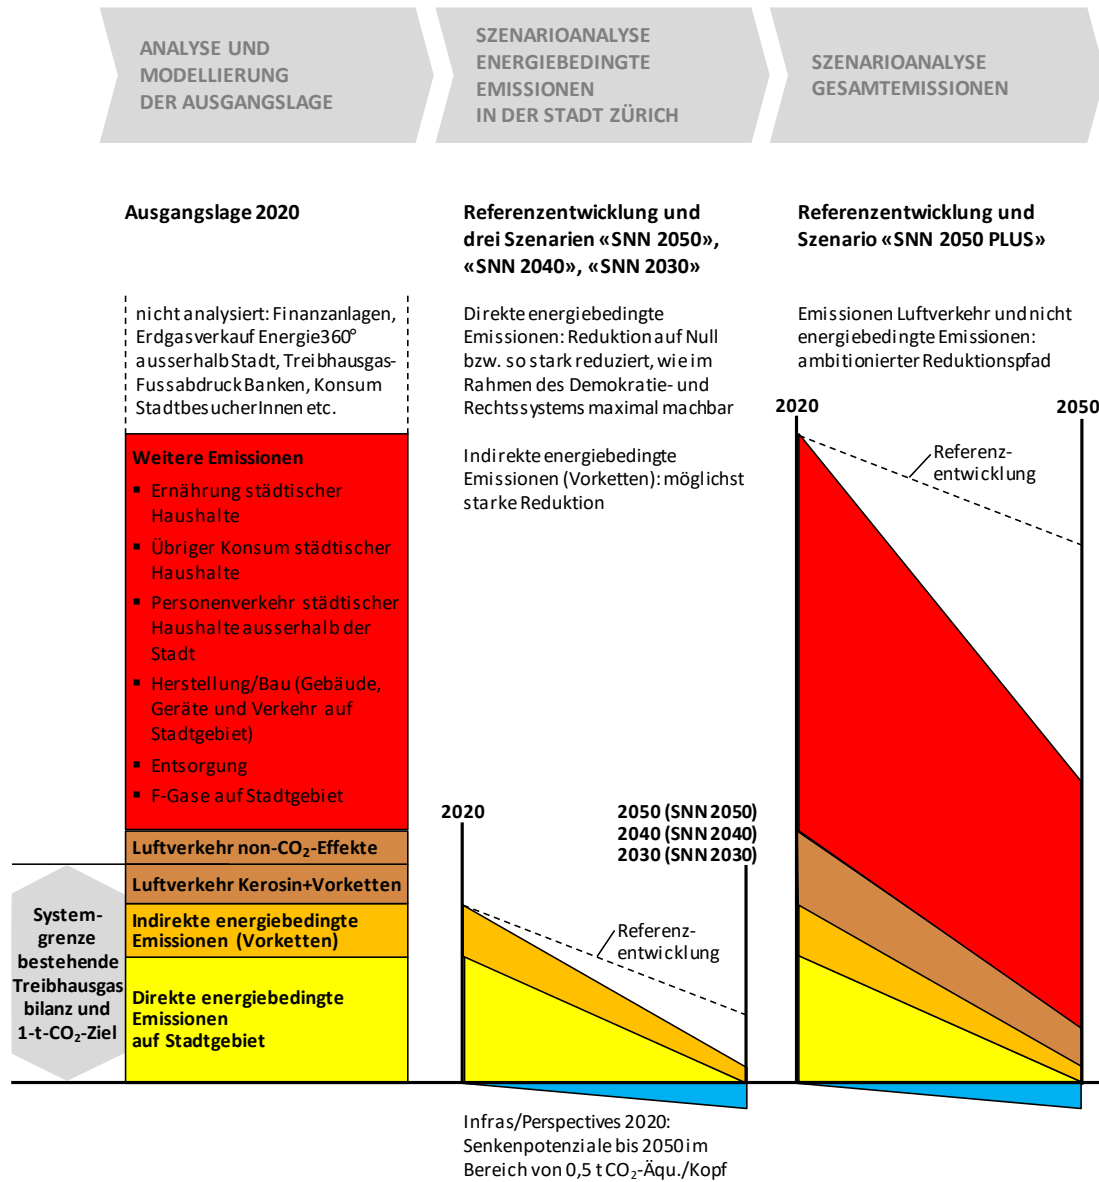 ANALYSE UND
MODELLIERUNG
DER AUSGANGSLAGE
SZENARIOANALYSE
ENERGIEBEDINGTE
EMISSIONEN
IN DER STADT ZÜRICH
SZENARIOANALYSE
GESAMTEMISSIONEN
Ausgangslage 2020
nicht analysiert: Finanzanlagen,
Erdgasverkauf Energie360°
ausserhalb Stadt, Treibhausgas-
Fussabdruck Banken, Konsum
StadtbesucherInnen etc.
Weitere Emissionen
▪ Ernährung städtischer
Haushalte
▪ Übriger Konsum städtischer
Haushalte
▪ Personenverkehr städtischer
Haushalte ausserhalb der
Stadt
▪ Herstellung/Bau (Gebäude,
Geräte und Verkehr auf
Stadtgebiet)
▪ Entsorgung
▪ F-Gase auf Stadtgebiet
Luftverkehr non-CO₂-Effekte
Luftverkehr Kerosin+Vorketten
Indirekte energiebedingte
Emissionen (Vorketten)
Direkte energiebedingte
Emissionen
auf Stadtgebiet
System-
grenze
bestehende
Treibhausgas
bilanz und
1-t-CO₂-Ziel
Referenzentwicklung und
drei Szenarien «SNN 2050»,
«SNN 2040», «SNN 2030»
Direkte energiebedingte
Emissionen: Reduktion auf Null
bzw. so stark reduziert, wie im
Rahmen des Demokratie- und
Rechtssystems maximal machbar
Indirekte energiebedingte
Emissionen (Vorketten): möglichst
starke Reduktion
2020
2050 (SNN 2050)
2040 (SNN 2040)
2030 (SNN 2030)
Referenz-
entwicklung
Infras/Perspectives 2020:
Senkenpotenziale bis 2050 im
Bereich von 0,5 t CO₂-Äqu./Kopf
Referenzentwicklung und
Szenario «SNN 2050 PLUS»
Emissionen Luftverkehr und nicht
energiebedingte Emissionen:
ambitionierter Reduktionspfad
2020
2050
Referenz-
entwicklung